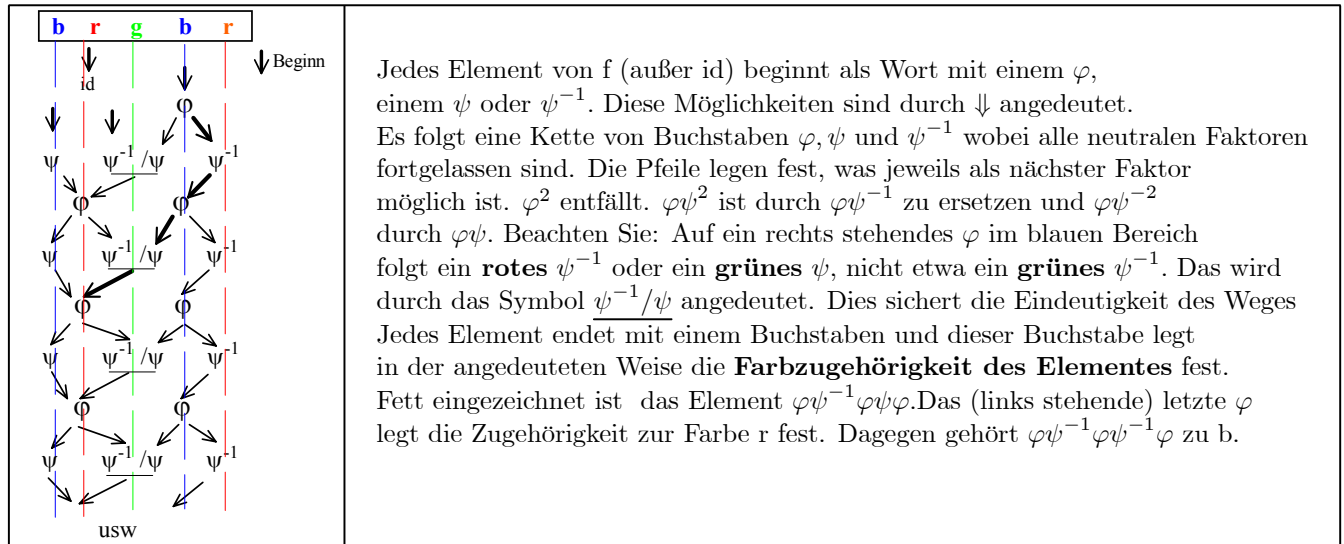 b r g b r
Beginn
id
φ
ψ ψ⁻¹/ψ ψ⁻¹
φ φ
ψ ψ⁻¹/ψ ψ⁻¹
φ φ
ψ ψ⁻¹/ψ ψ⁻¹
φ φ
ψ ψ⁻¹/ψ ψ⁻¹
usw
Jedes Element von f (außer id) beginnt als Wort mit einem φ,
einem ψ oder ψ⁻¹. Diese Möglichkeiten sind durch ⇓ angedeutet.
Es folgt eine Kette von Buchstaben φ, ψ und ψ⁻¹ wobei alle neutralen Faktoren
fortgelassen sind. Die Pfeile legen fest, was jeweils als nächster Faktor
möglich ist. φ² entfällt. φψ² ist durch φψ⁻¹ zu ersetzen und φψ⁻²
durch φψ. Beachten Sie: Auf ein rechts stehendes φ im blauen Bereich
folgt ein rotes ψ⁻¹ oder ein grünes ψ, nicht etwa ein grünes ψ⁻¹. Das wird
durch das Symbol ψ⁻¹/ψ angedeutet. Dies sichert die Eindeutigkeit des Weges
Jedes Element endet mit einem Buchstaben und dieser Buchstabe legt
in der angedeuteten Weise die Farbzugehörigkeit des Elementes fest.
Fett eingezeichnet ist das Element φψ⁻¹φψφ.Das (links stehende) letzte φ
legt die Zugehörigkeit zur Farbe r fest. Dagegen gehört φψ⁻¹φψ⁻¹φ zu b.